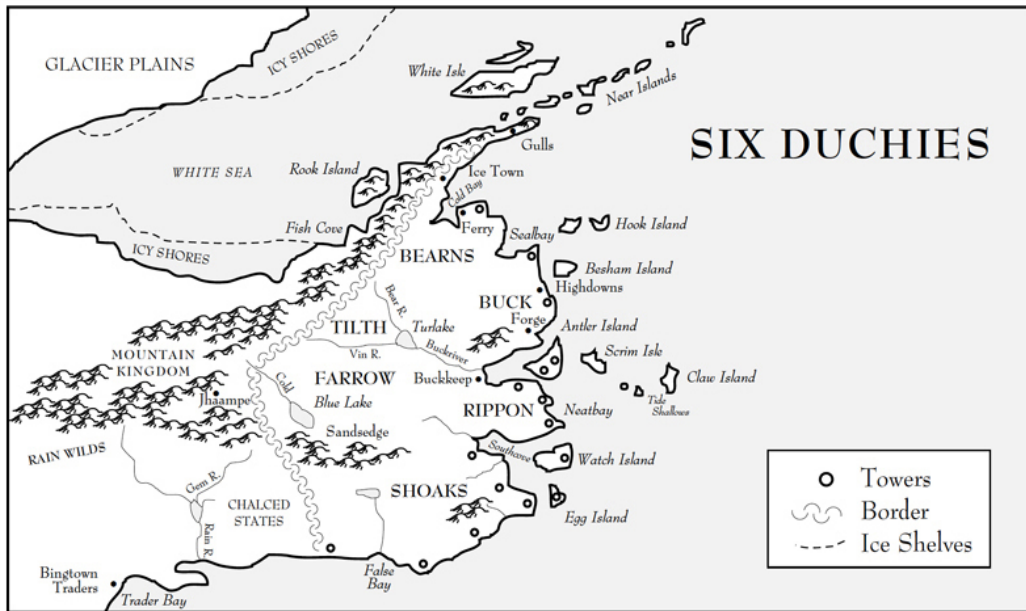 GLACIER PLAINS
ICY SHORES
White Isle
Near Islands
Gulls
SIX DUCHIES
WHITE SEA
Rook Island
Ice Town
Cold Bay
Fish Cove
Ferry
Sealbay
Hook Island
ICY SHORES
BEARNS
Besham Island
Highdowns
Bear R.
BUCK
TILTH
Turlake
Forge
Antler Island
MOUNTAIN
KINGDOM
Vin R.
Buckriver
Scrim Isle
FARROW
Buckkeep
Claw Island
Jhaampe
Cold
Blue Lake
RIPPON
Neatbay
Tide
Shallows
Sandsedge
RAIN WILDS
Southcove
Watch Island
Gem R.
SHOAKS
CHALCED
STATES
Egg Island
Rain R.
False
Bay
Bingtown
Traders
Trader Bay
Towers
Border
Ice Shelves